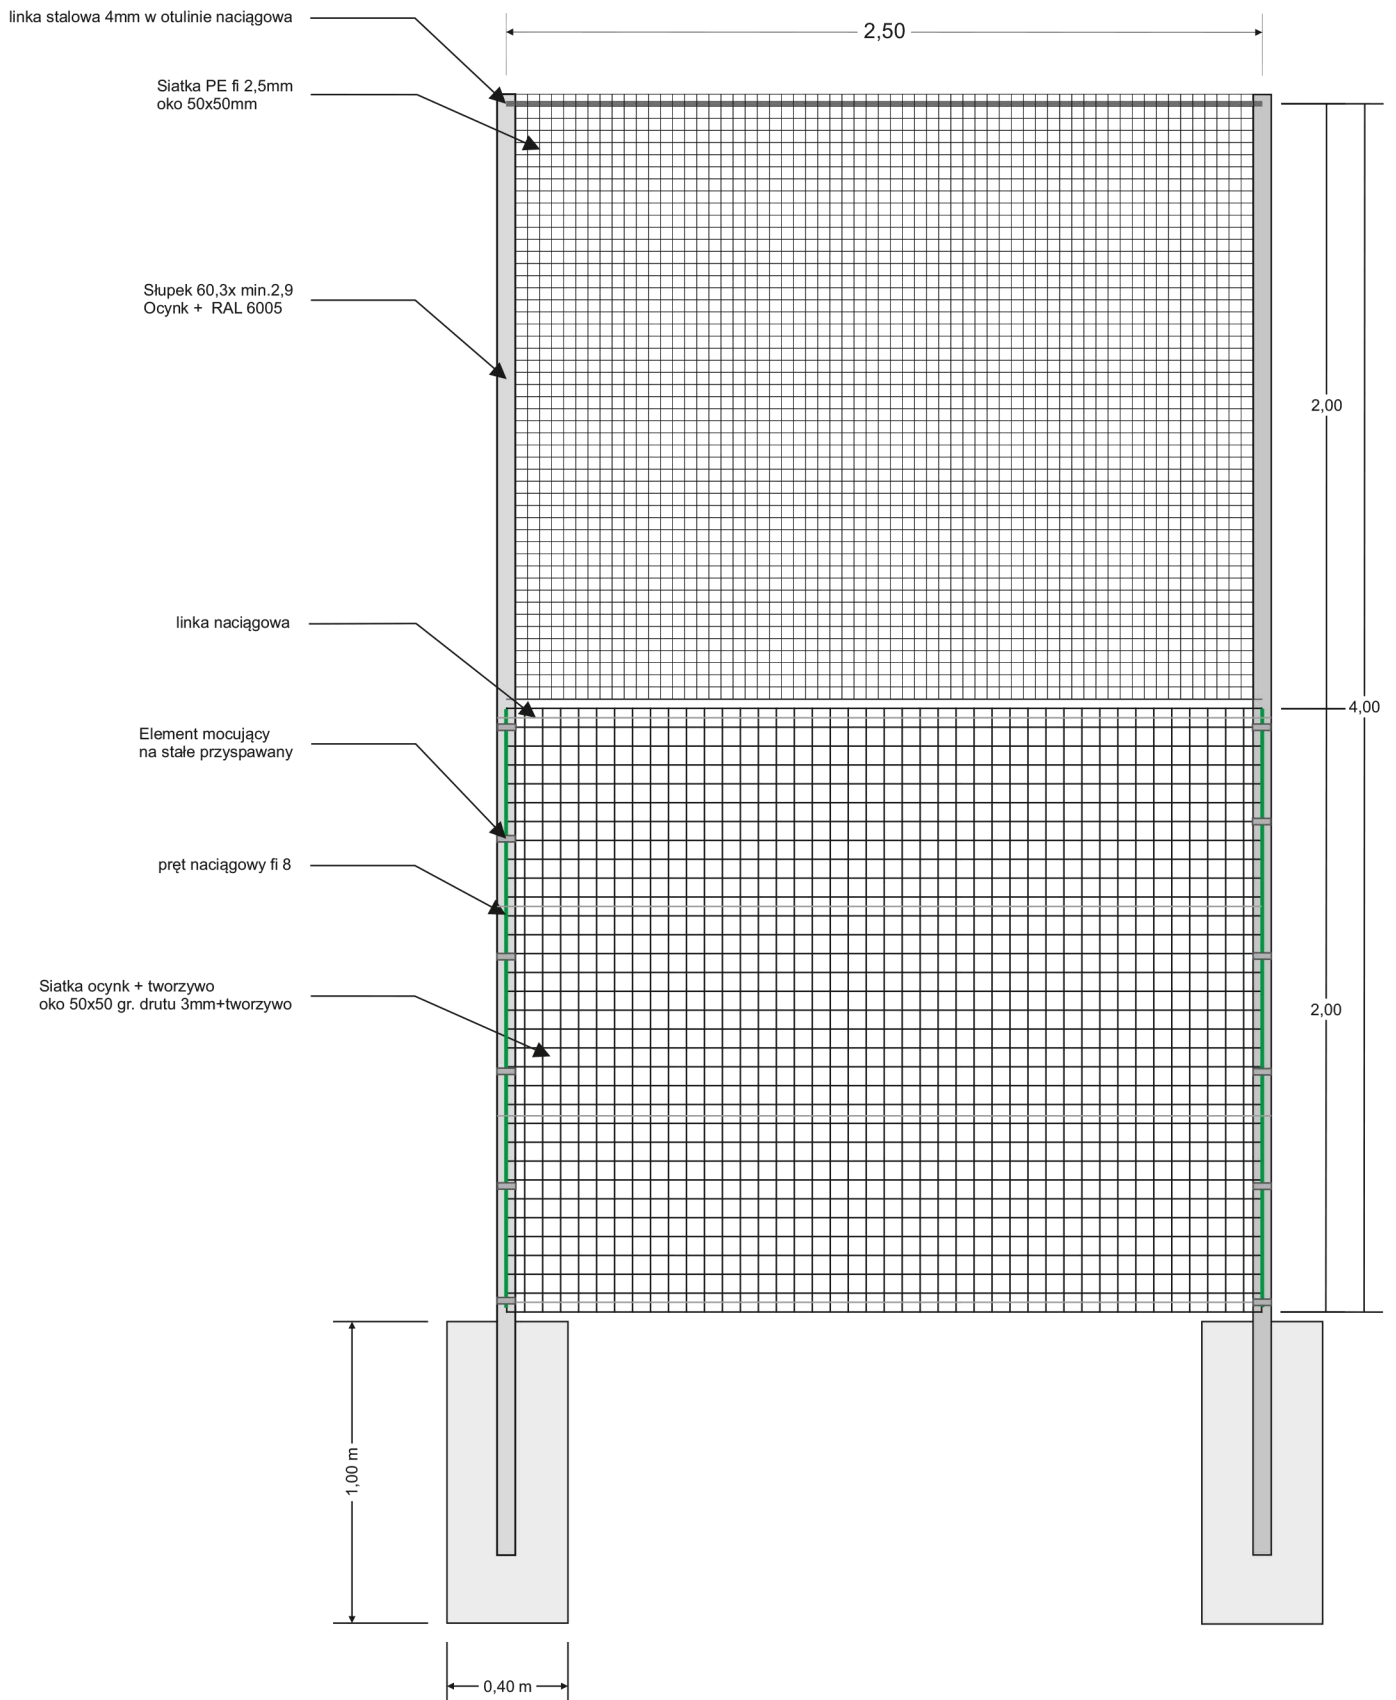 linka stalowa 4mm w otulinie naciągowa
2,50
Siatka PE fi 2,5mm
oko 50x50mm
Słupek 60,3x min.2,9
Ocynk + RAL 6005
2,00
linka naciągowa
4,00
Element mocujący
na stałe przyspawany
pręt naciągowy fi 8
Siatka ocynk + tworzywo
oko 50x50 gr. drutu 3mm+tworzywo
2,00
1,00 m
0,40 m